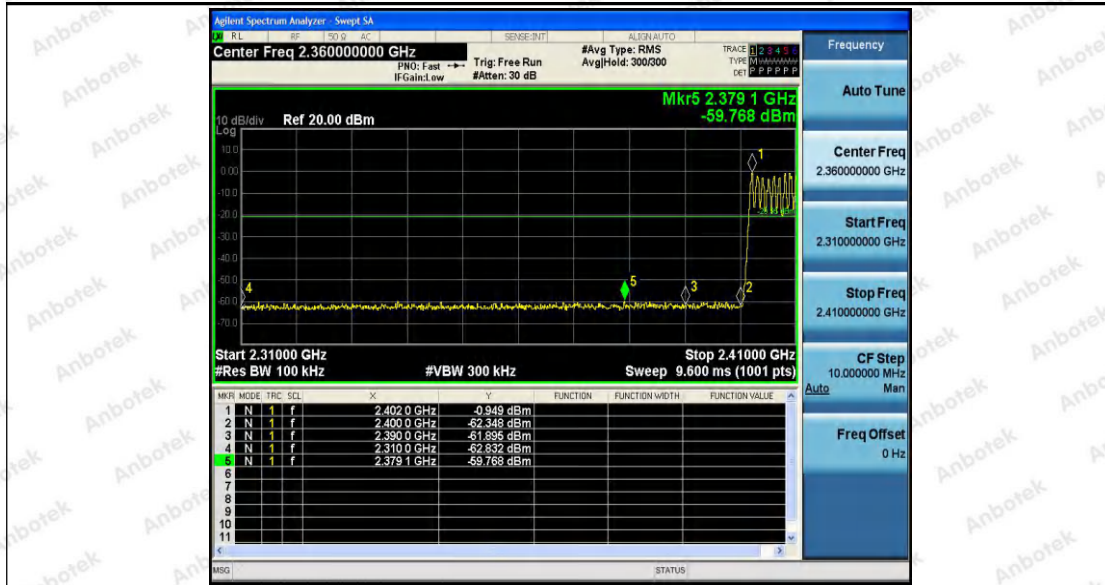 Agilent Spectrum Analyzer - Swept SA
RL RF 50 Ω AC SENSE:INT ALIGN AUTO
Center Freq 2.360000000 GHz
PNO: Fast
IFGain:Low
Trig: Free Run
#Atten: 30 dB
#Avg Type: RMS
Avg|Hold: 300/300
TRACE 1 2 3 4 5 6
TYPE M
DET P P P P P P
Mkr5 2.379 1 GHz
-59.768 dBm
10 dB/div Ref 20.00 dBm
Log
10.0
0.00
-10.0
-20.0
-30.0
-40.0
-50.0
-60.0
-70.0
1
4
5
3
2
Start 2.31000 GHz Stop 2.41000 GHz
#Res BW 100 kHz #VBW 300 kHz Sweep 9.600 ms (1001 pts)
MKR MODE TRC SCL X Y FUNCTION FUNCTION WIDTH FUNCTION VALUE
1 N 1 f 2.402 0 GHz -0.949 dBm
2 N 1 f 2.400 0 GHz -62.348 dBm
3 N 1 f 2.390 0 GHz -61.895 dBm
4 N 1 f 2.310 0 GHz -62.832 dBm
5 N 1 f 2.379 1 GHz -59.768 dBm
6
7
8
9
10
11
MSG STATUS
Frequency
Auto Tune
Center Freq
2.360000000 GHz
Start Freq
2.310000000 GHz
Stop Freq
2.410000000 GHz
CF Step
10.000000 MHz
Auto Man
Freq Offset
0 Hz
Anbotek